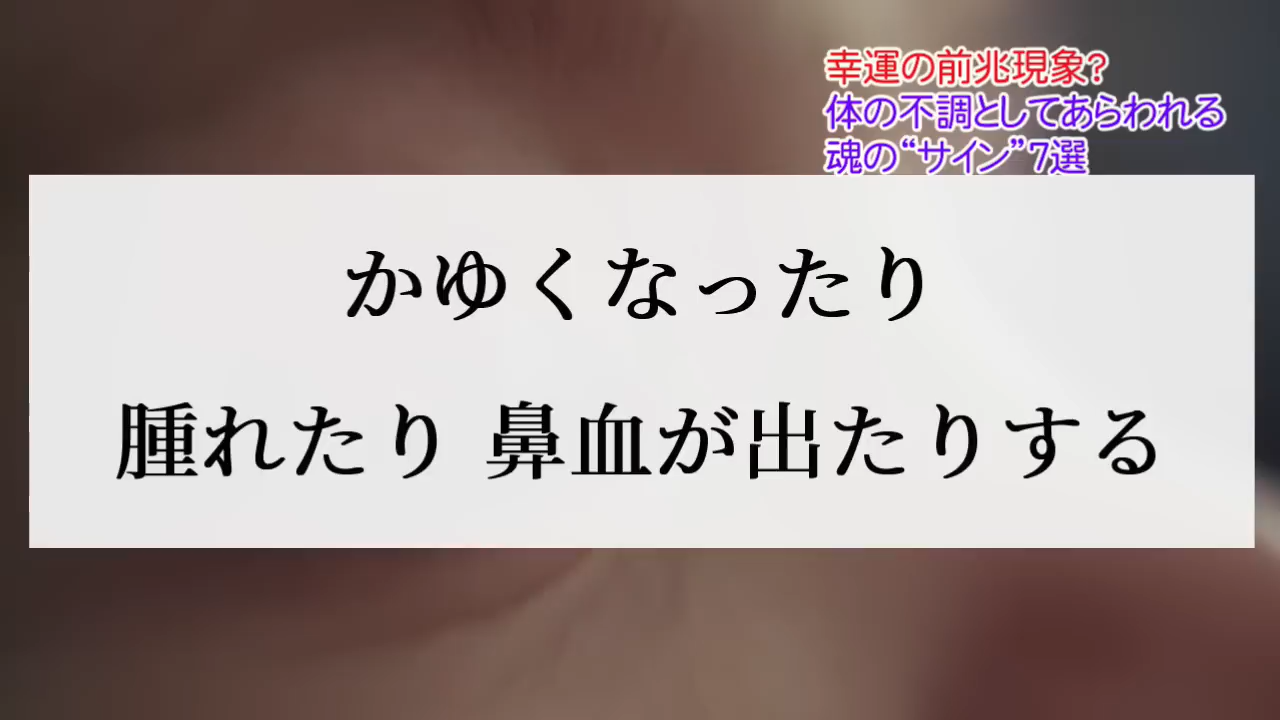 幸運の前兆現象?
体の不調としてあらわれる
魂の“サイン”7選
かゆくなったり
腫れたり 鼻血が出たりする